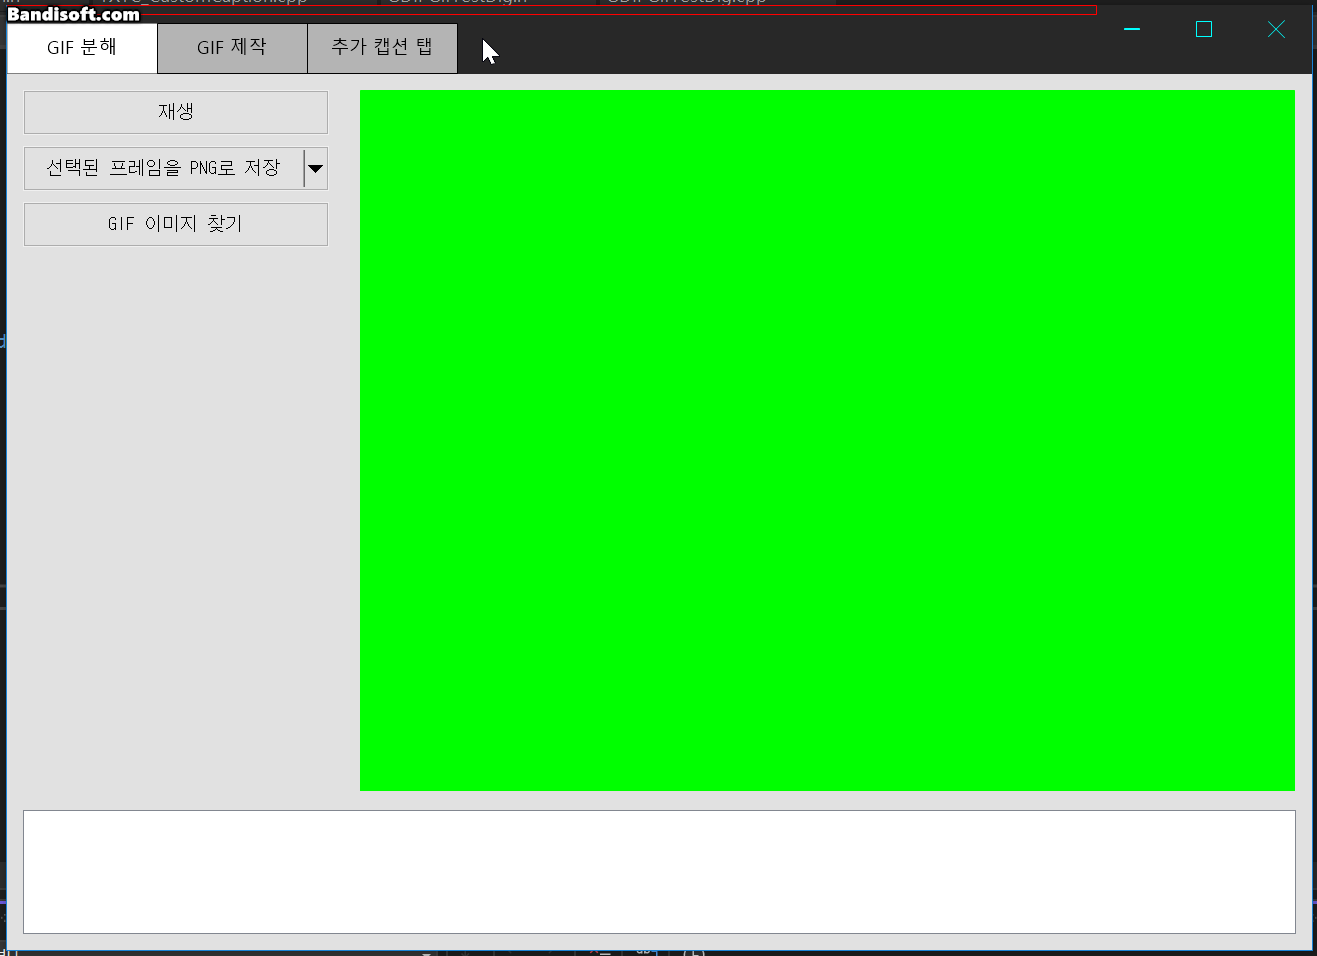 Bandisoft.com
GIF 분해
GIF 제작
추가 캡션 탭
재생
선택된 프레임을 PNG로 저장
GIF 이미지 찾기